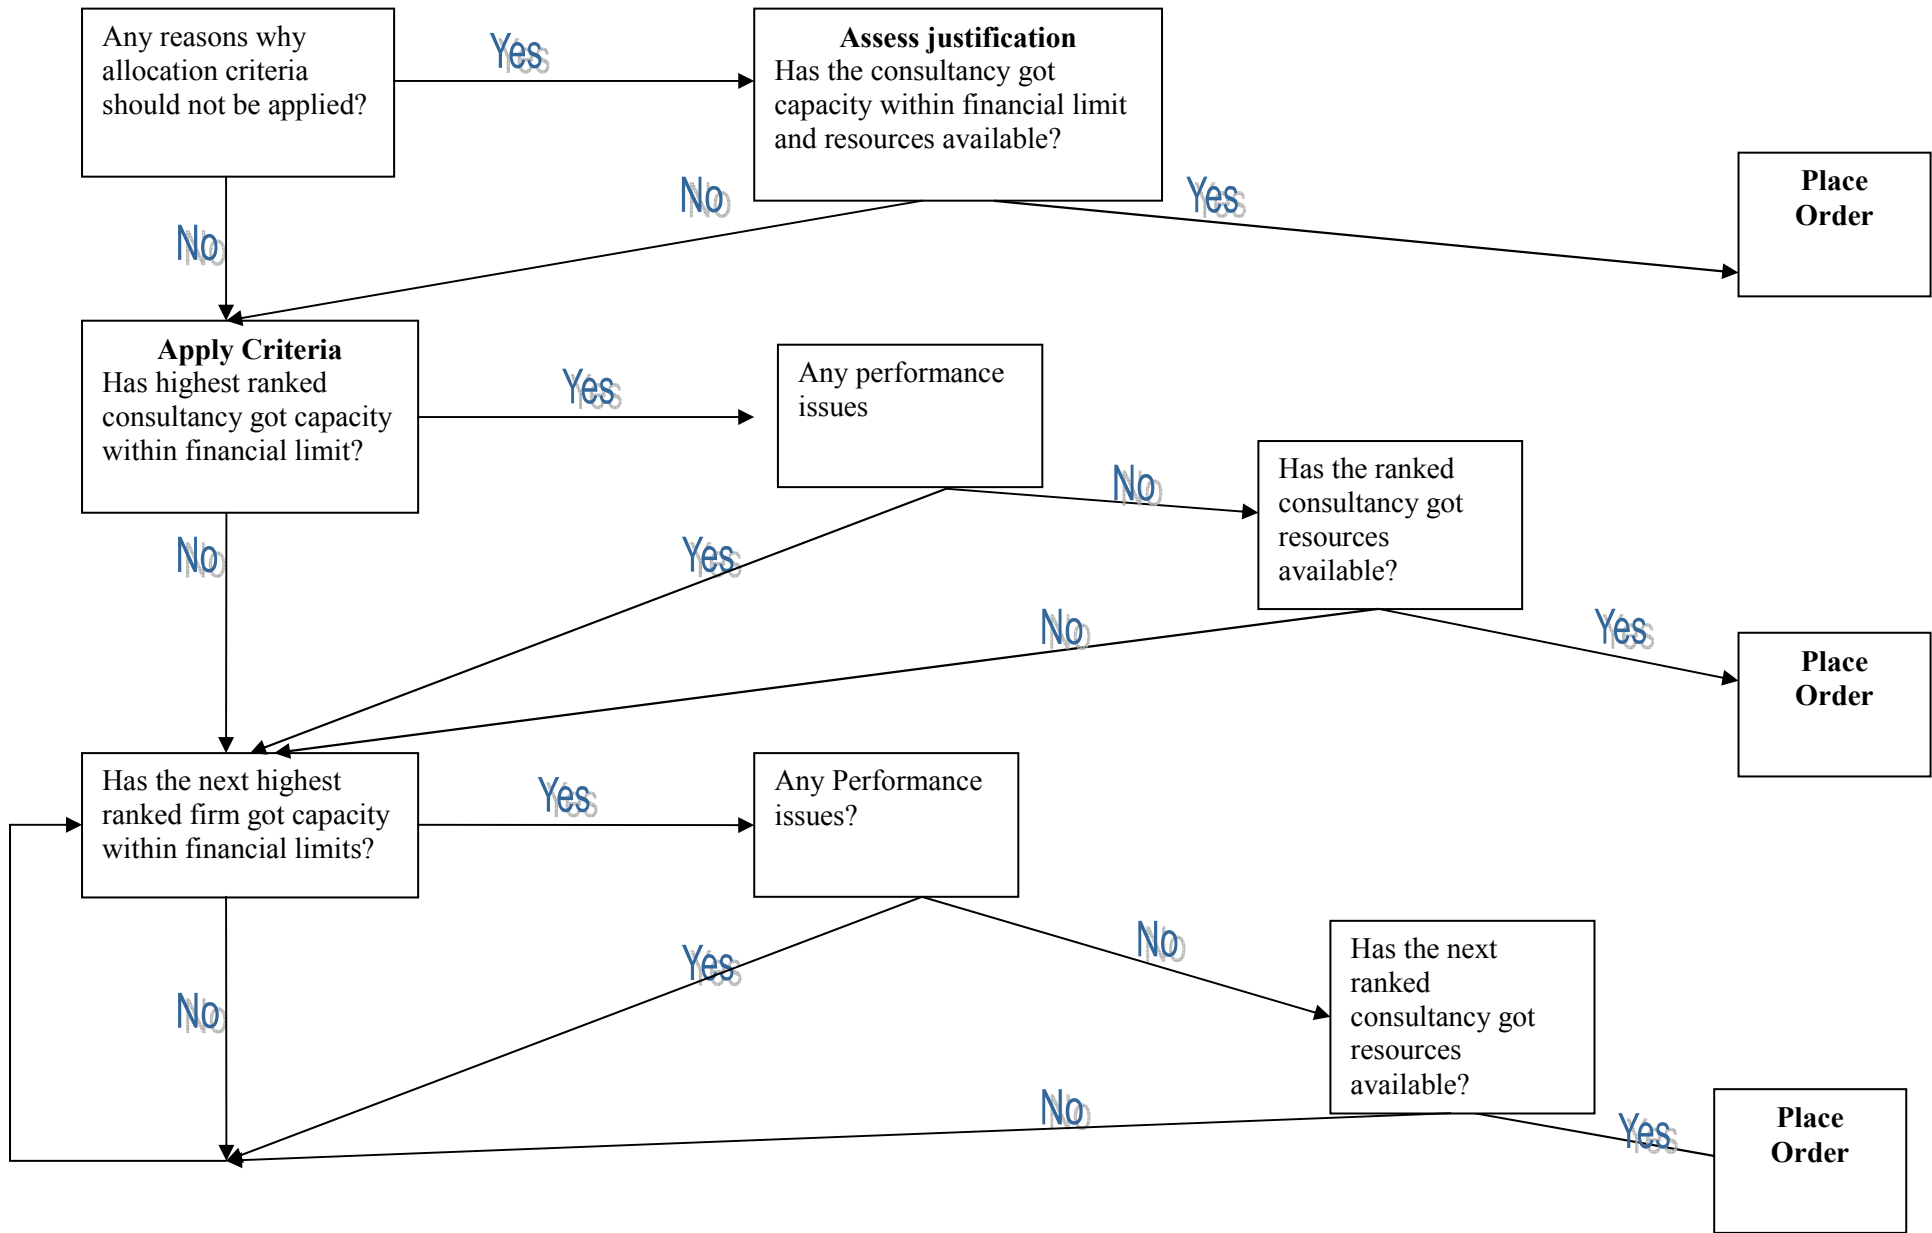 Any reasons why
allocation criteria
should not be applied?
Yes
Assess justification
Has the consultancy got
capacity within financial limit
and resources available?
No
No
Yes
Place
Order
Apply Criteria
Has highest ranked
consultancy got capacity
within financial limit?
Yes
Any performance
issues
No
Has the ranked
consultancy got
resources
available?
No
Yes
No
Yes
Place
Order
Has the next highest
ranked firm got capacity
within financial limits?
Yes
Any Performance
issues?
No
Yes
No
Has the next
ranked
consultancy got
resources
available?
No
Yes
Place
Order